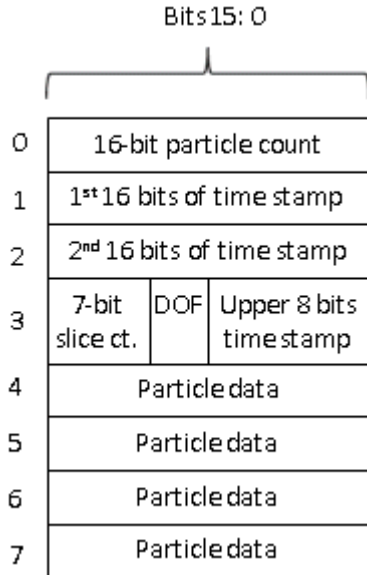 Bits 15: 0
0 16-bit particle count
1 1st 16 bits of time stamp
2 2nd 16 bits of time stamp
3 7-bit slice ct. DOF Upper 8 bits time stamp
4 Particle data
5 Particle data
6 Particle data
7 Particle data